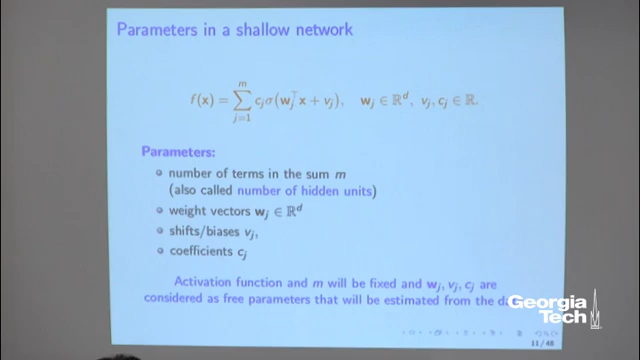 Parameters in a shallow network
f(x) = ∑_{j=1}^{m} c_j σ(w_j^⊤ x + v_j), w_j ∈ ℝ^d, v_j, c_j ∈ ℝ.
Parameters:
number of terms in the sum m
(also called number of hidden units)
weight vectors w_j ∈ ℝ^d
shifts/biases v_j,
coefficients c_j
Activation function and m will be fixed and w_j, v_j, c_j are
considered as free parameters that will be estimated from the
Georgia
Tech
11/48